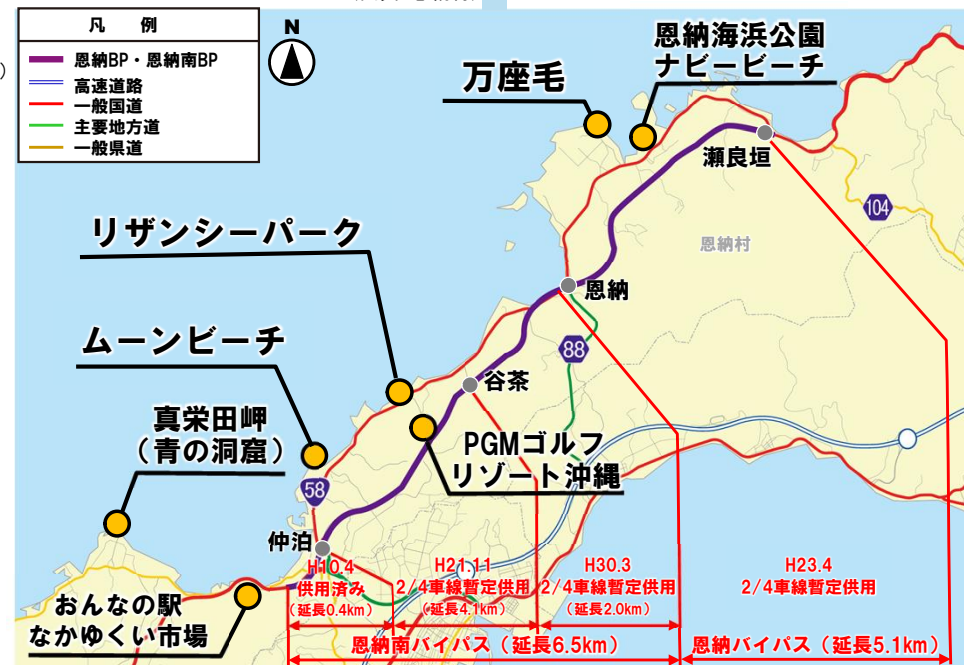 )
凡 例
恩納BP・恩納南BP
高速道路
一般国道
主要地方道
一般県道
N
万座毛
恩納海浜公園
ナビービーチ
瀬良垣
104
恩納村
リザンシーパーク
恩納
88
ムーンビーチ
谷茶
真栄田岬
(青の洞窟)
PGMゴルフ
リゾート沖縄
58
仲泊
H10.4
供用済み
(延長0.4km)
H21.11
2/4車線暫定供用
(延長4.1km)
H30.3
2/4車線暫定供用
(延長2.0km)
H23.4
2/4車線暫定供用
おんなの駅
なかゆくい市場
恩納南バイパス(延長6.5km)
恩納バイパス(延長5.1km)